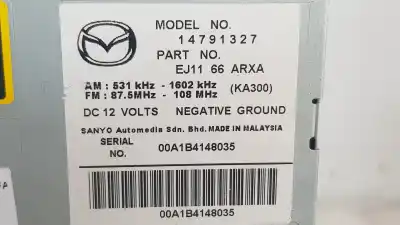 MODEL NO.
14791327
PART NO.
EJ11 66 ARXA
AM : 531 kHz - 1602 kHz (KA300)
FM : 87.5MHz - 108 MHz
DC 12 VOLTS NEGATIVE GROUND
SANYO Automedia Sdn. Bhd. MADE IN MALAYSIA
SERIAL NO. 00A1B4148035
00A1B4148035